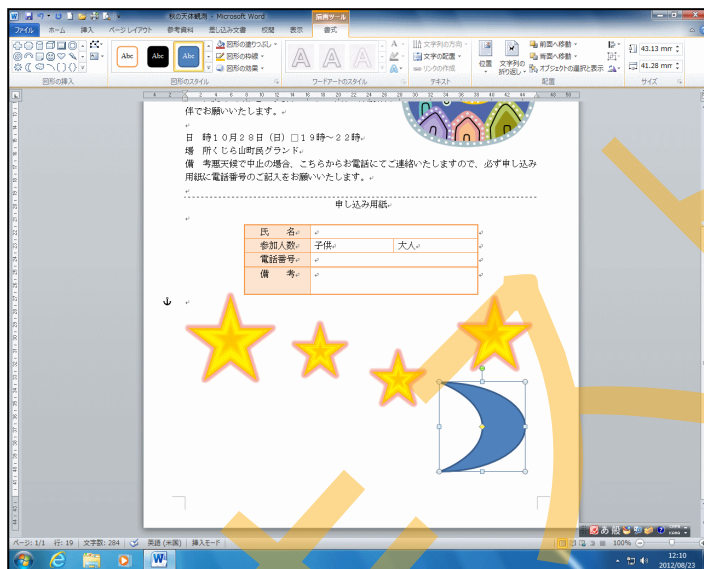 秋の天体観測 - Microsoft Word
描画ツール
ファイル ホーム 挿入 ページ レイアウト 参考資料 差し込み文書 校閲 表示 書式
Abc Abc Abc
図形の塗りつぶし
図形の枠線
図形の効果
A A A
文字列の方向
文字の配置
リンクの作成
位置
文字列の折り返し
前面へ移動
背面へ移動
オブジェクトの選択と表示
43.13 mm
41.28 mm
図形の挿入 図形のスタイル ワードアートのスタイル テキスト 配置 サイズ
伴でお願いいたします。
日 時10月28日（日）□19時～22時
場 所くじら山町民グランド
備 考悪天候で中止の場合、こちらからお電話にてご連絡いたしますので、必ず申し込み
用紙に電話番号のご記入をお願いいたします。
申し込み用紙
氏 名
参加人数 子供 大人
電話番号
備 考
ページ: 1/1 行: 19 文字数: 284 英語 (米国) 挿入モード 100%
あ 般
12:10
2012/08/23